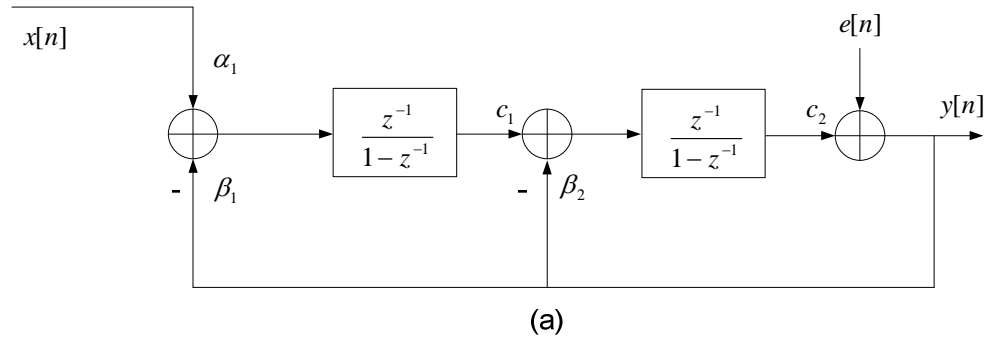 x[n]
α₁
e[n]
y[n]
z⁻¹
1 − z⁻¹
c₁
z⁻¹
1 − z⁻¹
c₂
-
β₁
-
β₂
(a)